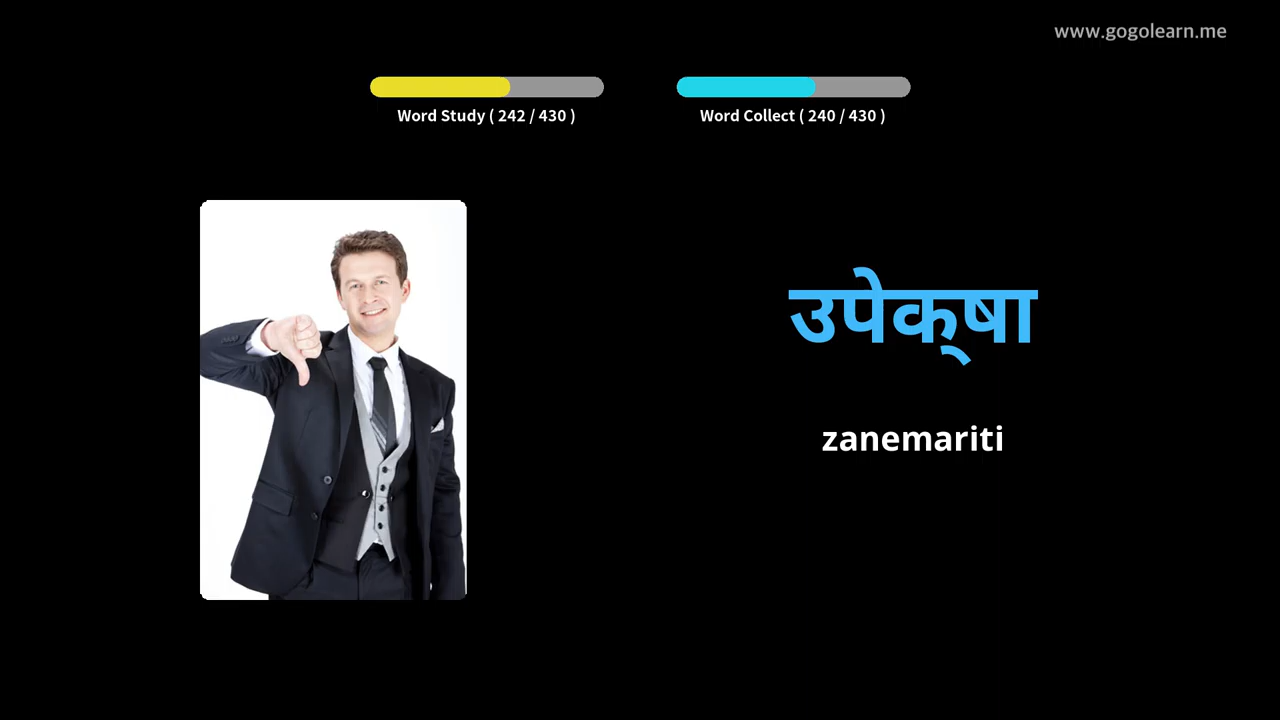 www.gogolearn.me
Word Study ( 242 / 430 )
Word Collect ( 240 / 430 )
उपेक्‌षा
zanemariti